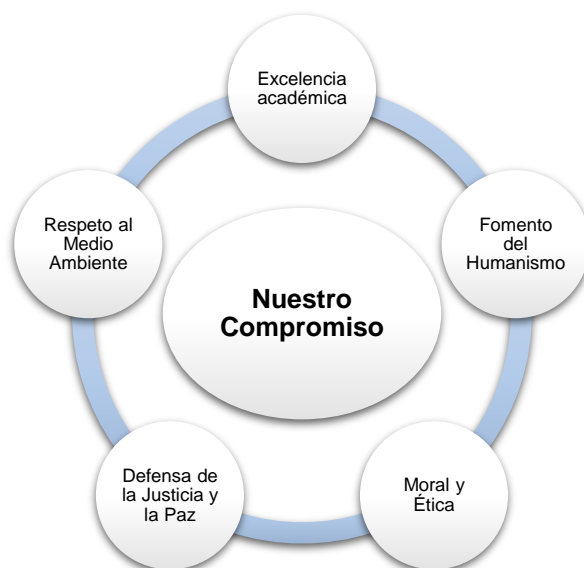 Excelencia
académica
Fomento
del
Humanismo
Moral y
Ética
Defensa de
la Justicia y
la Paz
Respeto al
Medio
Ambiente
Nuestro
Compromiso